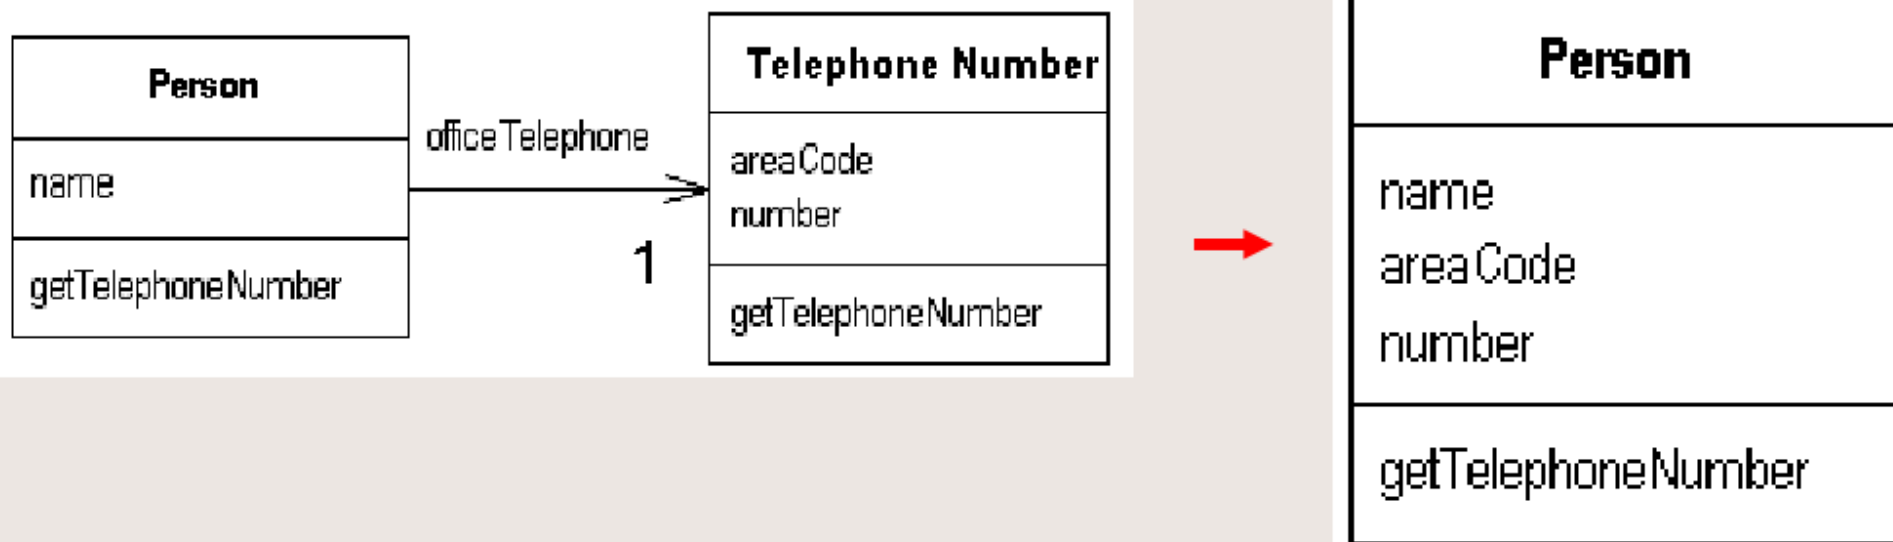 Person
name
getTelephoneNumber
officeTelephone
1
Telephone Number
areaCode
number
getTelephoneNumber
Person
name
areaCode
number
getTelephoneNumber